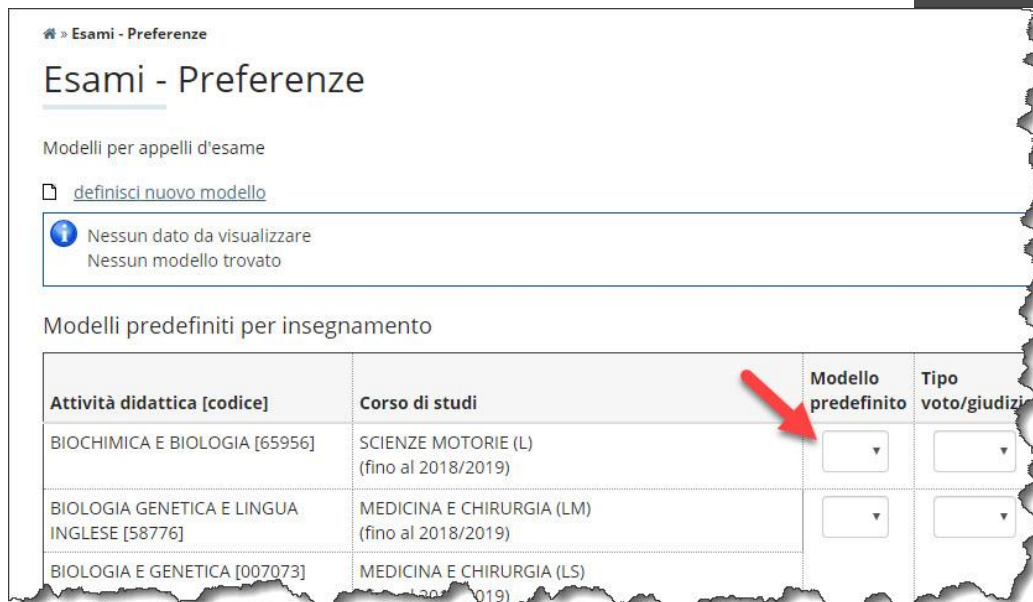 » Esami - Preferenze
Esami - Preferenze
Modelli per appelli d'esame
definisci nuovo modello
Nessun dato da visualizzare
Nessun modello trovato
Modelli predefiniti per insegnamento
Attività didattica [codice]
Corso di studi
Modello
predefinito
Tipo
BIOCHIMICA E BIOLOGIA [65956]
SCIENZE MOTORIE (L)
(fino al 2018/2019)
BIOLOGIA GENETICA E LINGUA
INGLESE [58776]
MEDICINA E CHIRURGIA (LM)
(fino al 2018/2019)
BIOLOGIA E GENETICA [007073]
MEDICINA E CHIRURGIA (LS)